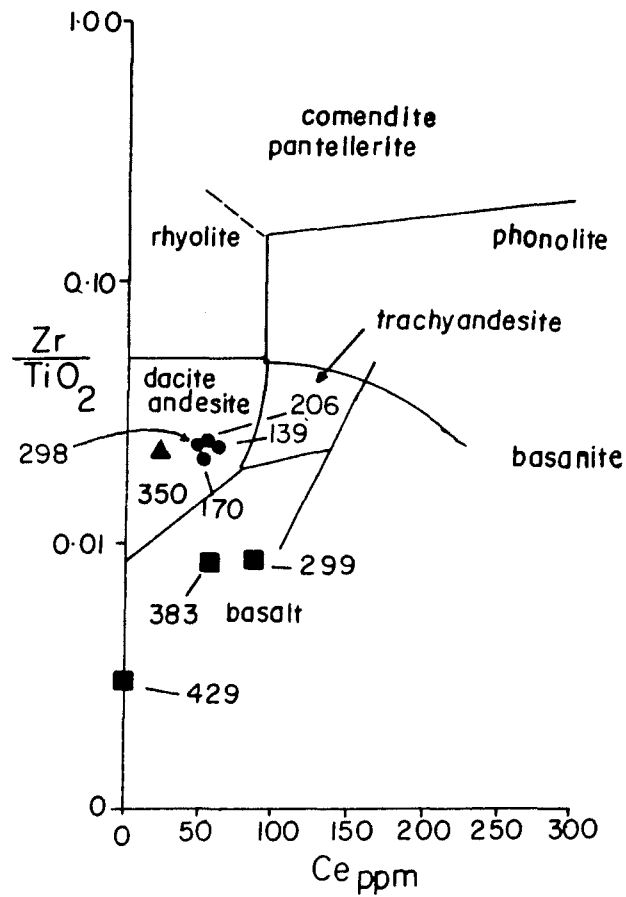 1·00
comendite
pantellerite
rhyolite
phonolite
0·10
trachyandesite
Zr
TiO2
dacite
andesite
206
139
298
basanite
350
170
0·01
299
383
basalt
429
0
0 50 100 150 200 250 300
Ce ppm